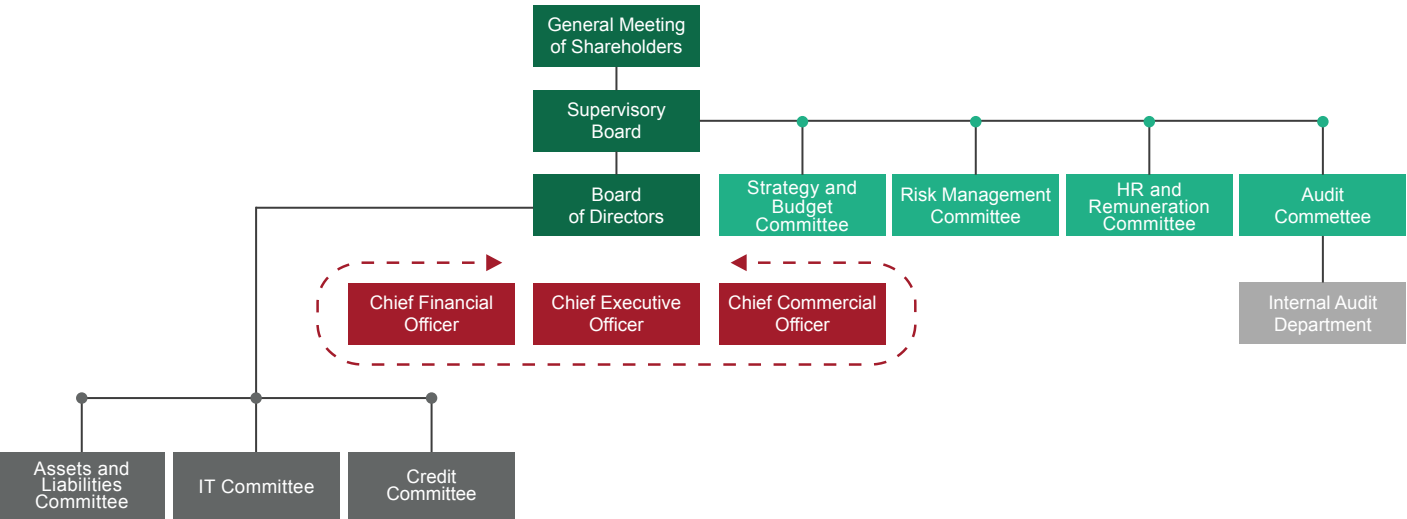 General Meeting
of Shareholders
Supervisory
Board
Board
of Directors
Strategy and
Budget
Committee
Risk Management
Committee
HR and
Remuneration
Committee
Audit
Commettee
Chief Financial
Officer
Chief Executive
Officer
Chief Commercial
Officer
Internal Audit
Department
Assets and
Liabilities
Committee
IT Committee
Credit
Committee